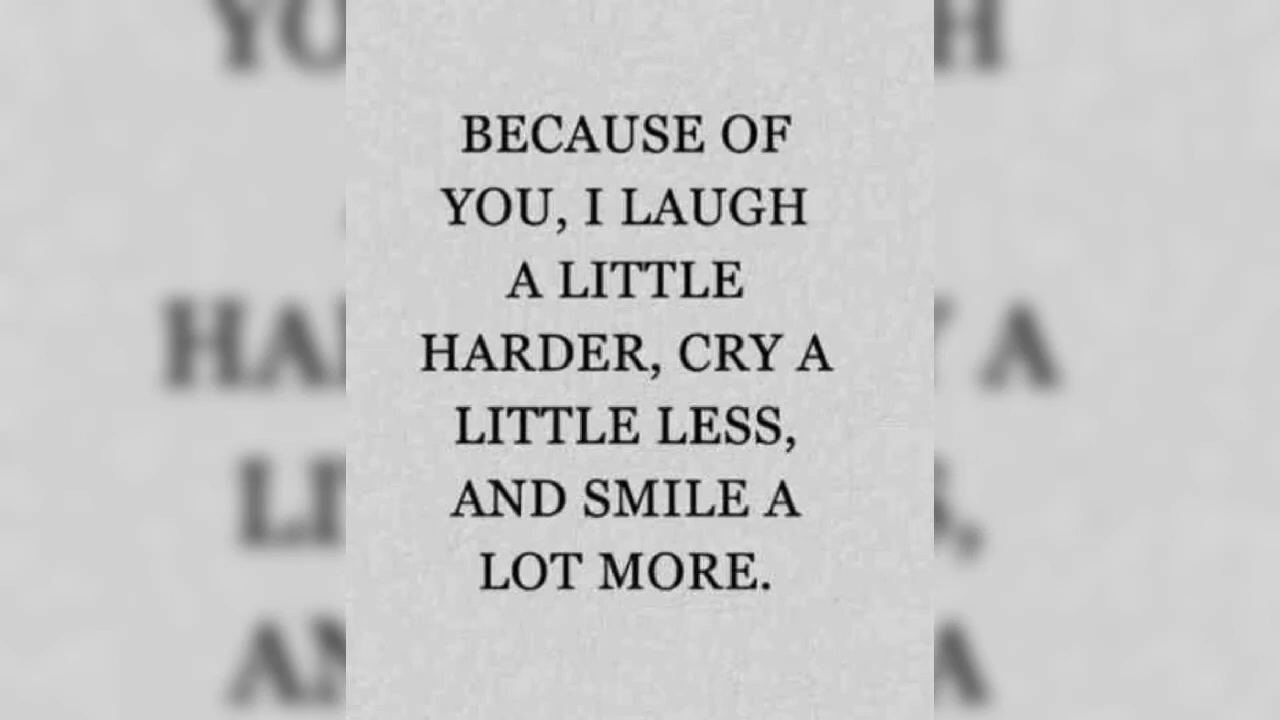 BECAUSE OF
YOU, I LAUGH
A LITTLE
HARDER, CRY A
LITTLE LESS,
AND SMILE A
LOT MORE.